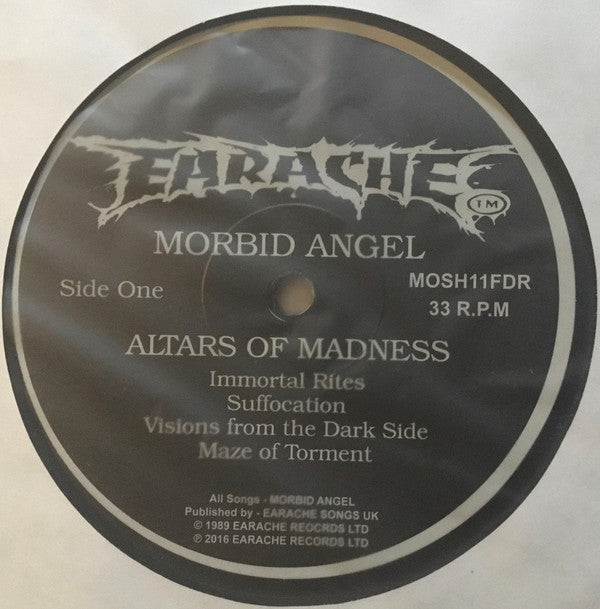 EARACHE
TM
MORBID ANGEL
Side One
MOSH11FDR
33 R.P.M
ALTARS OF MADNESS
Immortal Rites
Suffocation
Visions from the Dark Side
Maze of Torment
All Songs - MORBID ANGEL
Published by - EARACHE SONGS UK
© 1989 EARACHE REOCRDS LTD
℗ 2016 EARACHE RECORDS LTD